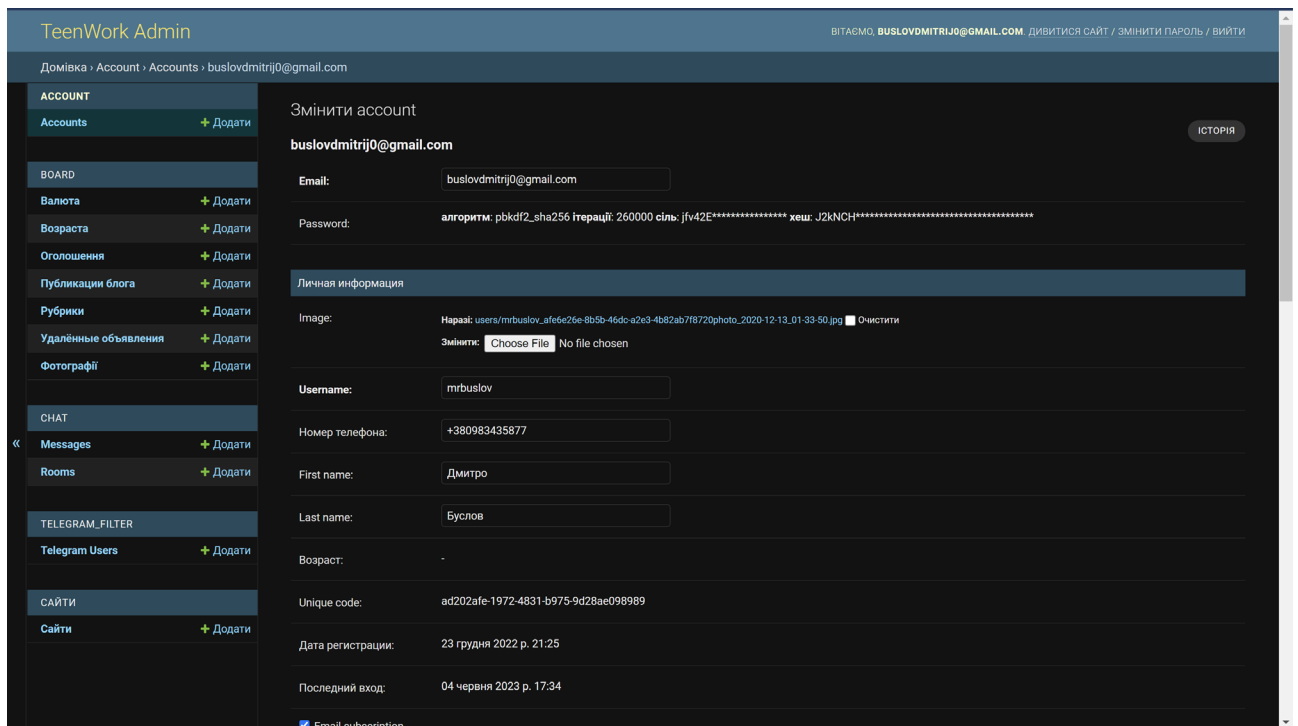 TeenWork Admin
ВІТАЄМО, BUSLOVDMITRIJ0@GMAIL.COM. ДИВИТИСЯ САЙТ / ЗМІНИТИ ПАРОЛЬ / ВИЙТИ
Домівка › Account › Accounts › buslovdmitrij0@gmail.com
ACCOUNT
Accounts + Додати
BOARD
Валюта + Додати
Возраста + Додати
Оголошення + Додати
Публикации блога + Додати
Рубрики + Додати
Удалённые объявления + Додати
Фотографії + Додати
CHAT
Messages + Додати
Rooms + Додати
TELEGRAM_FILTER
Telegram Users + Додати
САЙТИ
Сайти + Додати
«
Змінити account
ІСТОРІЯ
buslovdmitrij0@gmail.com
Email: buslovdmitrij0@gmail.com
Password: алгоритм: pbkdf2_sha256 ітерації: 260000 сіль: jfv42E**************** хеш: J2kNCH**************************************
Личная информация
Image: Наразі: users/mrbuslov_afe6e26e-8b5b-46dc-a2e3-4b82ab7f8720photo_2020-12-13_01-33-50.jpg Очистити
Змінити: Choose File No file chosen
Username: mrbuslov
Номер телефона: +380983435877
First name: Дмитро
Last name: Буслов
Возраст: -
Unique code: ad202afe-1972-4831-b975-9d28ae098989
Дата регистрации: 23 грудня 2022 р. 21:25
Последний вход: 04 червня 2023 р. 17:34
Email subscription